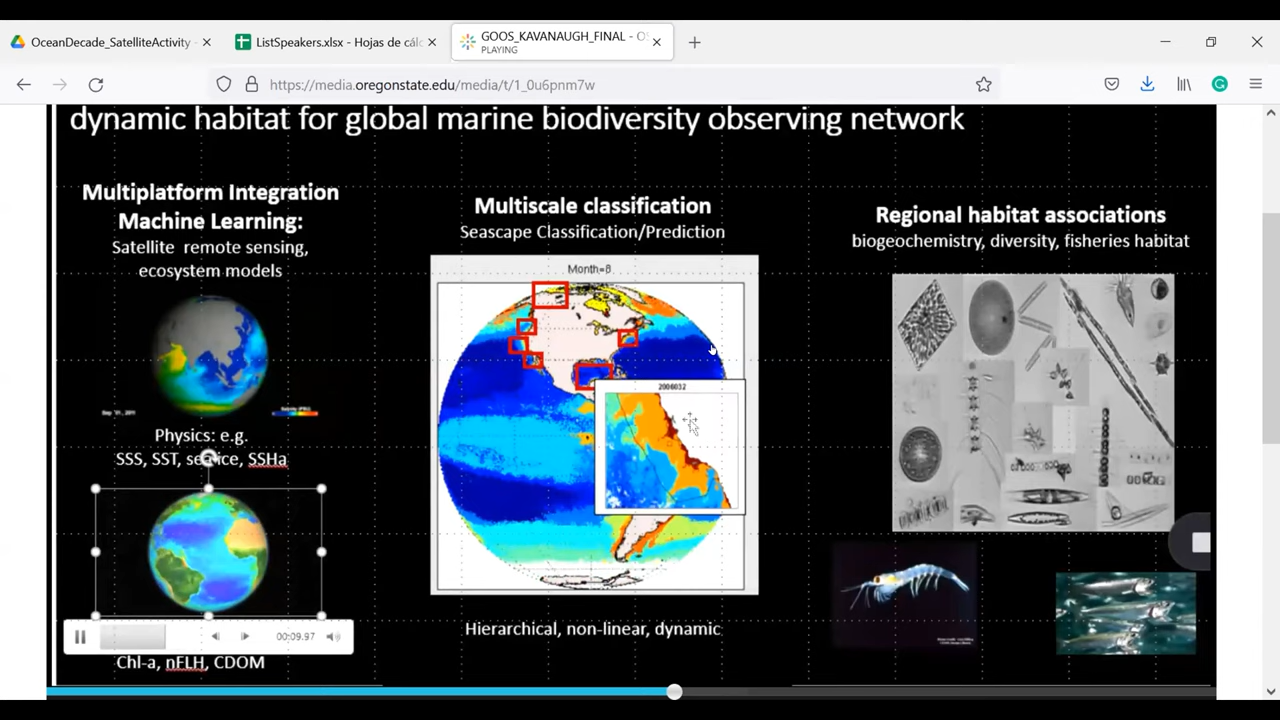 OceanDecade_SatelliteActivity -
ListSpeakers.xlsx - Hojas de cálc
GOOS_KAVANAUGH_FINAL - OS
PLAYING
https://media.oregonstate.edu/media/t/1_0u6pnm7w
dynamic habitat for global marine biodiversity observing network
Multiplatform Integration
Machine Learning:
Satellite remote sensing,
ecosystem models
Physics: e.g.
SSS, SST, SSHa
00:09.97
Chl-a, nFLH, CDOM
Multiscale classification
Seascape Classification/Prediction
Month=8
2006032
Hierarchical, non-linear, dynamic
Regional habitat associations
biogeochemistry, diversity, fisheries habitat